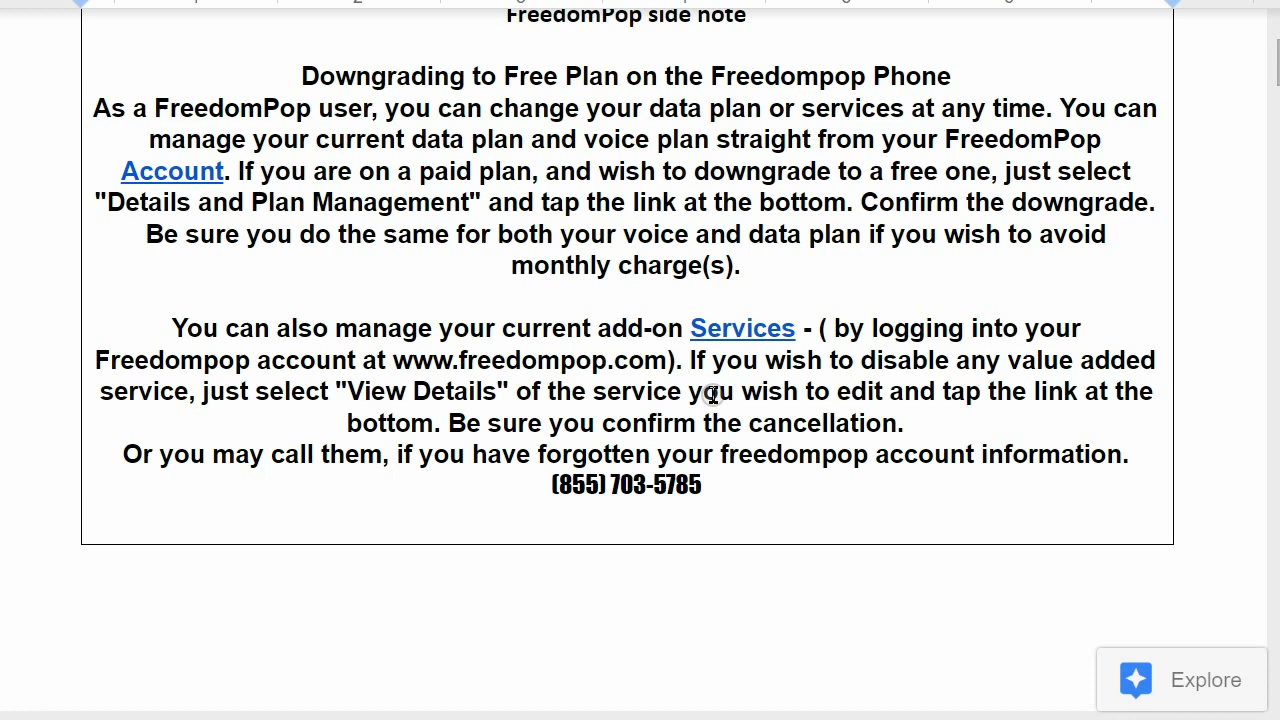 FreedomPop side note
Downgrading to Free Plan on the Freedompop Phone
As a FreedomPop user, you can change your data plan or services at any time. You can
manage your current data plan and voice plan straight from your FreedomPop
Account. If you are on a paid plan, and wish to downgrade to a free one, just select
"Details and Plan Management" and tap the link at the bottom. Confirm the downgrade.
Be sure you do the same for both your voice and data plan if you wish to avoid
monthly charge(s).
You can also manage your current add-on Services - ( by logging into your
Freedompop account at www.freedompop.com). If you wish to disable any value added
service, just select "View Details" of the service you wish to edit and tap the link at the
bottom. Be sure you confirm the cancellation.
Or you may call them, if you have forgotten your freedompop account information.
(855) 703-5785
Explore